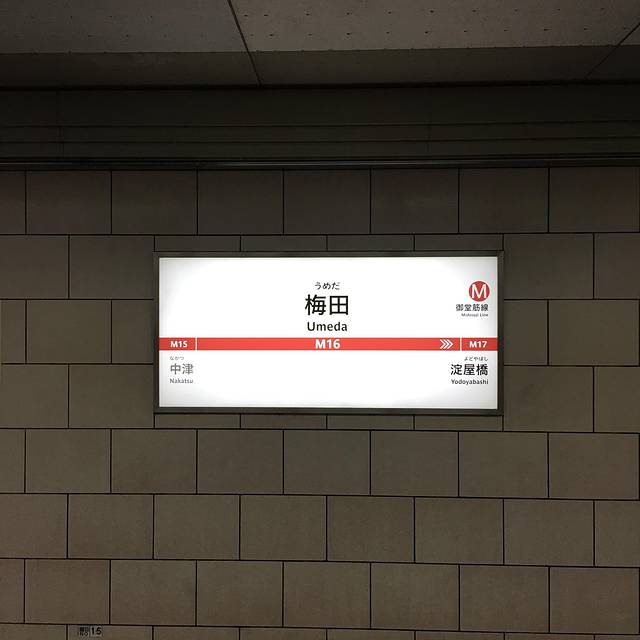 うめだ
梅田
Umeda
M
御堂筋線
Midosuji Line
M15
M16
M17
なかつ
中津
Nakatsu
よどやばし
淀屋橋
Yodoyabashi
15